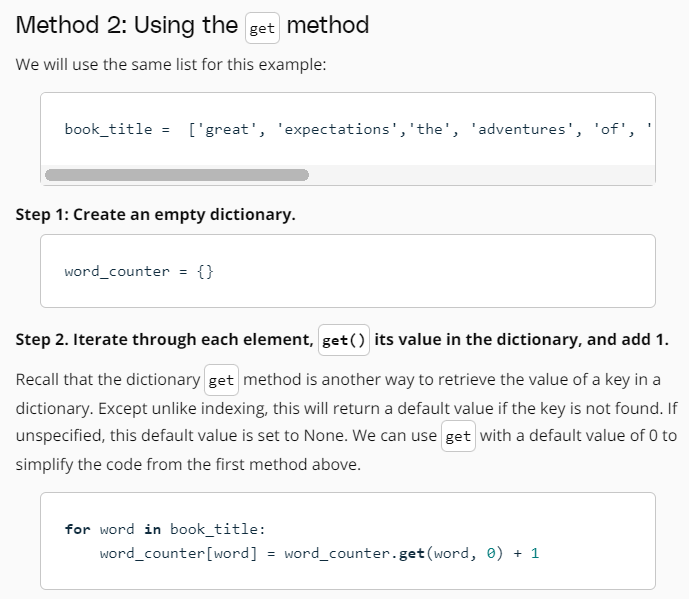 Method 2: Using the get method
We will use the same list for this example:
book_title =  ['great', 'expectations','the', 'adventures', 'of', '
Step 1: Create an empty dictionary.
word_counter = {}
Step 2. Iterate through each element, get() its value in the dictionary, and add 1.
Recall that the dictionary get method is another way to retrieve the value of a key in a
dictionary. Except unlike indexing, this will return a default value if the key is not found. If
unspecified, this default value is set to None. We can use get with a default value of 0 to
simplify the code from the first method above.
for word in book_title:
    word_counter[word] = word_counter.get(word, 0) + 1